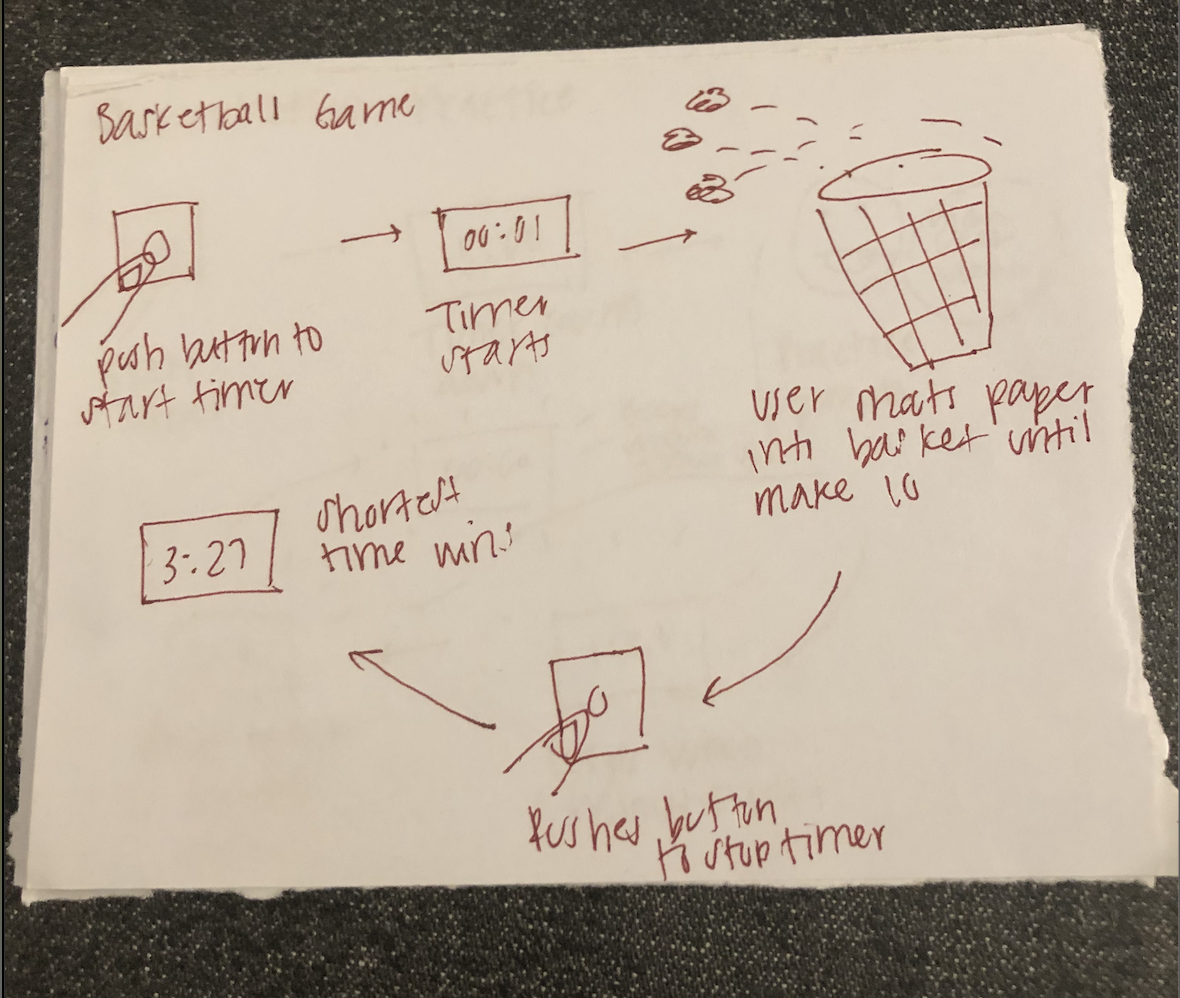 Basketball Game
push button to
start timer
00:01
Timer
starts
user shoots paper
into basket until
make 10
Pushes button
to stop timer
3:27
shortest
time wins